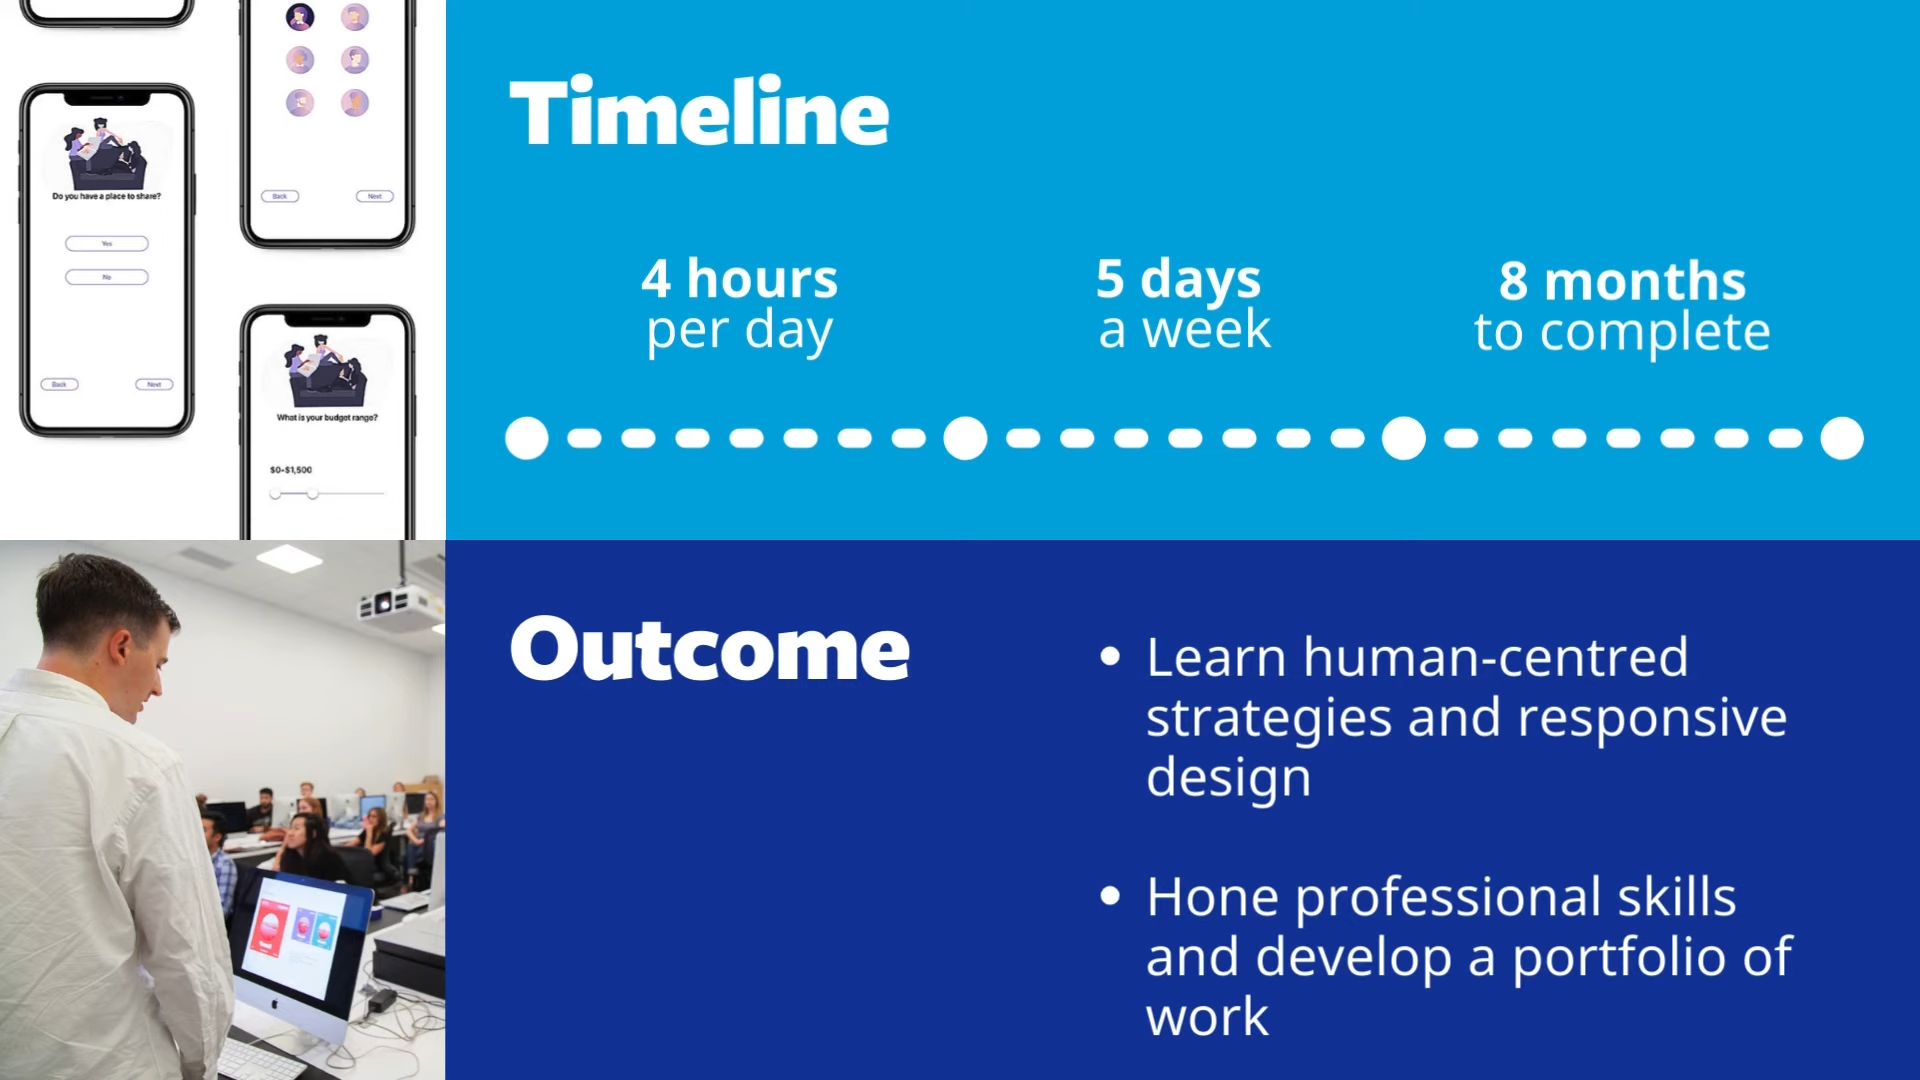 Back
Next
Do you have a place to share?
Yes
No
Back
Next
What is your budget range?
$0-$1,500
Timeline
4 hours
per day
5 days
a week
8 months
to complete
Outcome
• Learn human-centred
strategies and responsive
design
• Hone professional skills
and develop a portfolio of
work